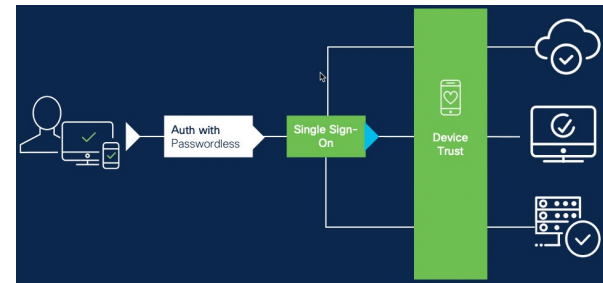 Auth with
Passwordless
Single Sign-
On
Device
Trust